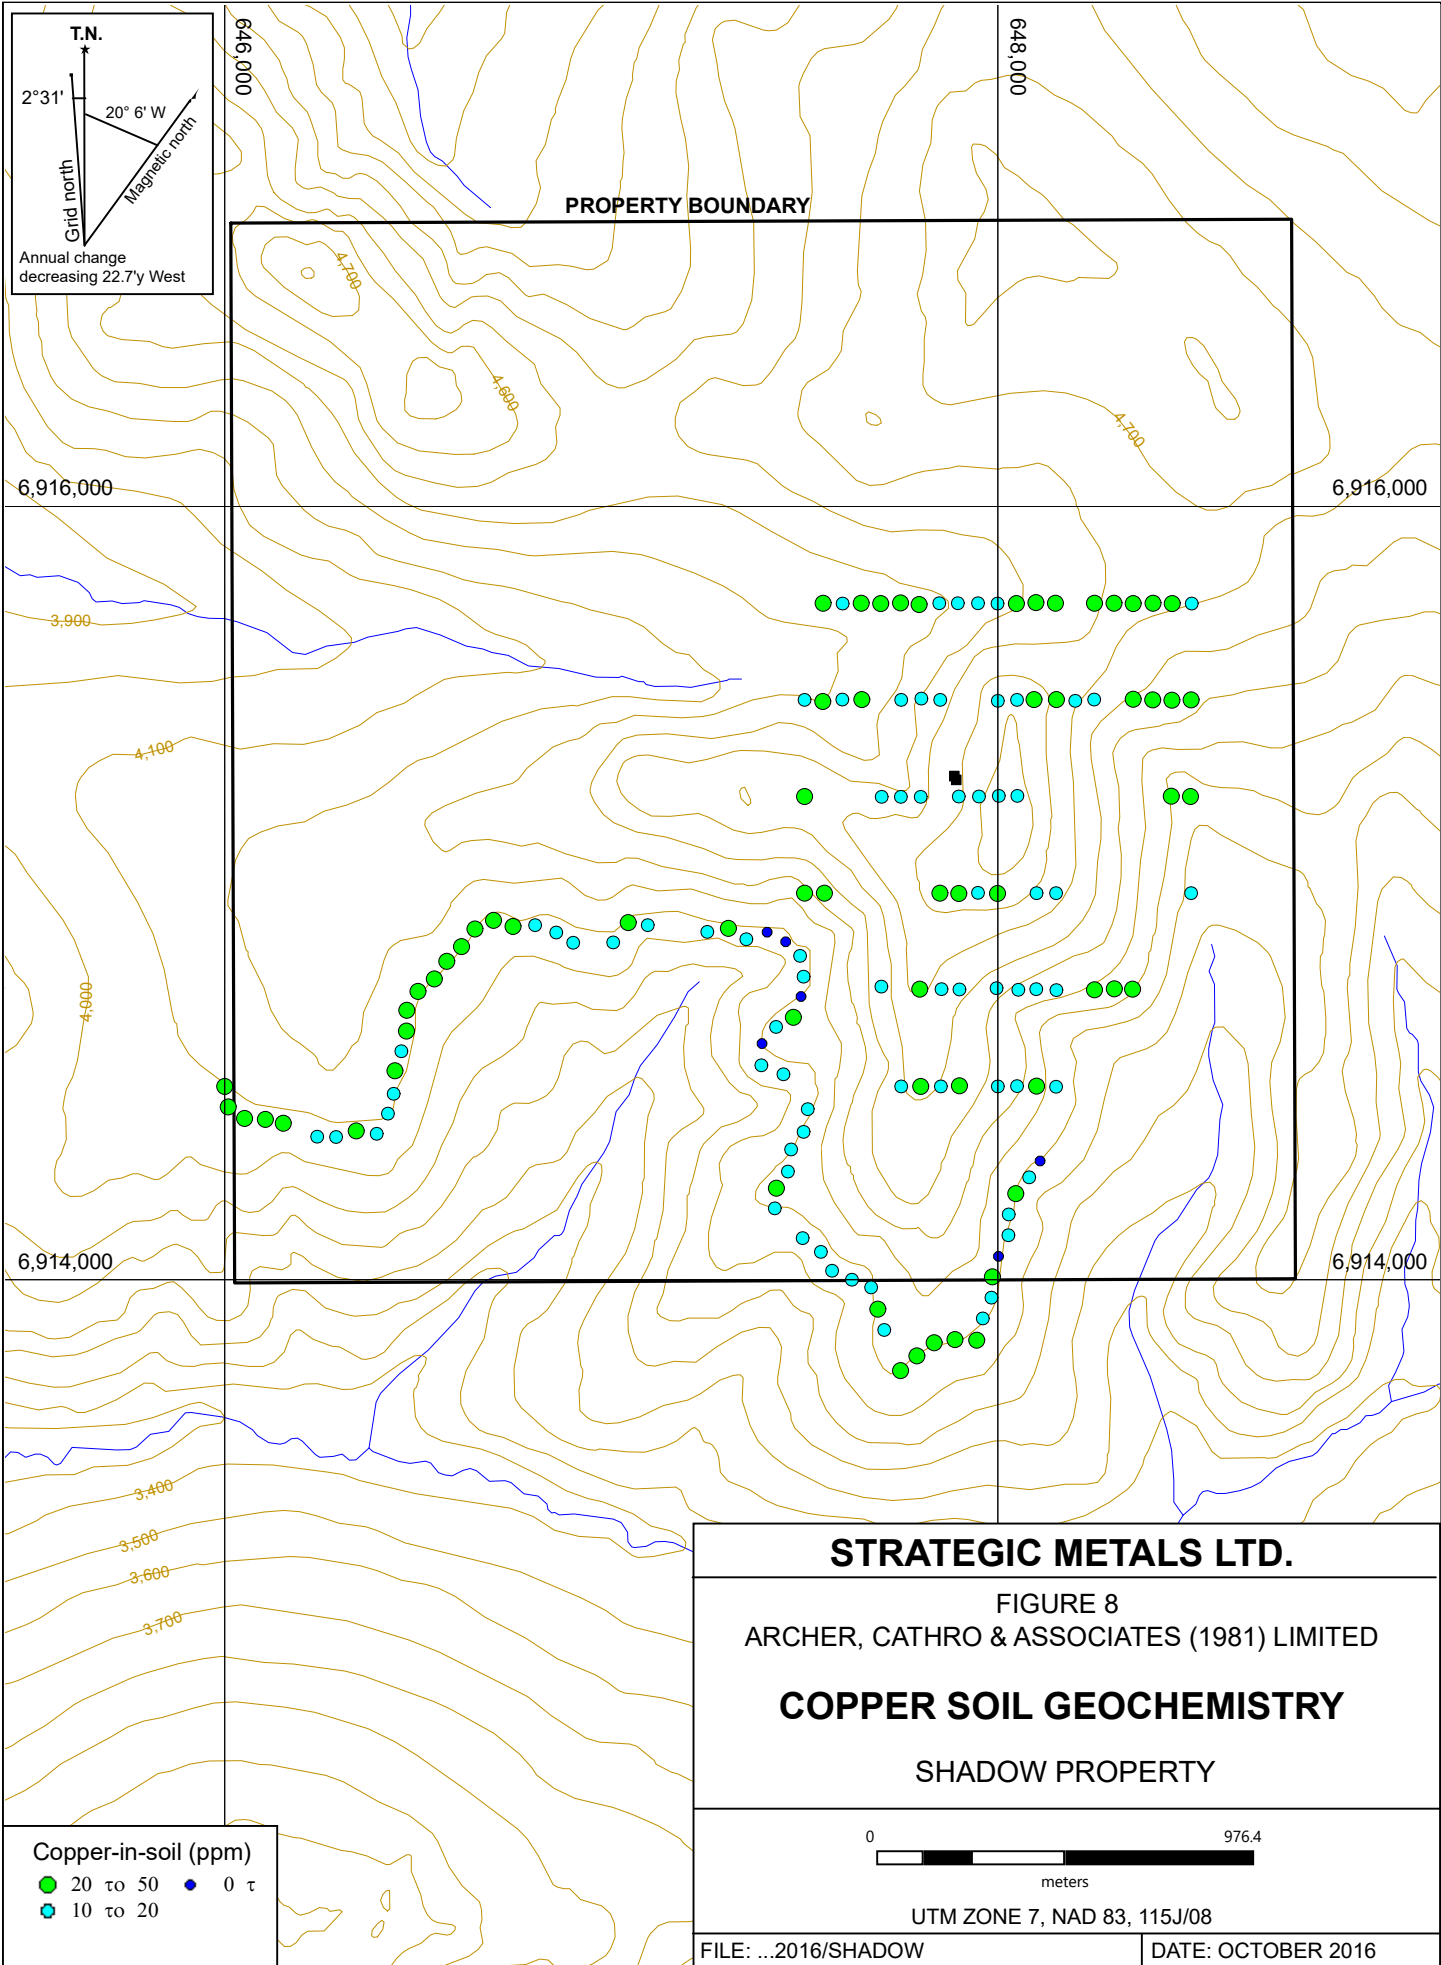 T.N.
2°31'
20° 6' W
Grid north
Magnetic north
Annual change
decreasing 22.7'y West
646,000
648,000
PROPERTY BOUNDARY
4,700
4,600
4,700
6,916,000
6,916,000
3,900
4,100
4,000
6,914,000
6,914,000
3,400
3,500
3,600
3,700
STRATEGIC METALS LTD.
FIGURE 8
ARCHER, CATHRO & ASSOCIATES (1981) LIMITED
COPPER SOIL GEOCHEMISTRY
SHADOW PROPERTY
0 976.4
meters
UTM ZONE 7, NAD 83, 115J/08
FILE: ...2016/SHADOW
DATE: OCTOBER 2016
Copper-in-soil (ppm)
20 το 50 0 τ
10 το 20